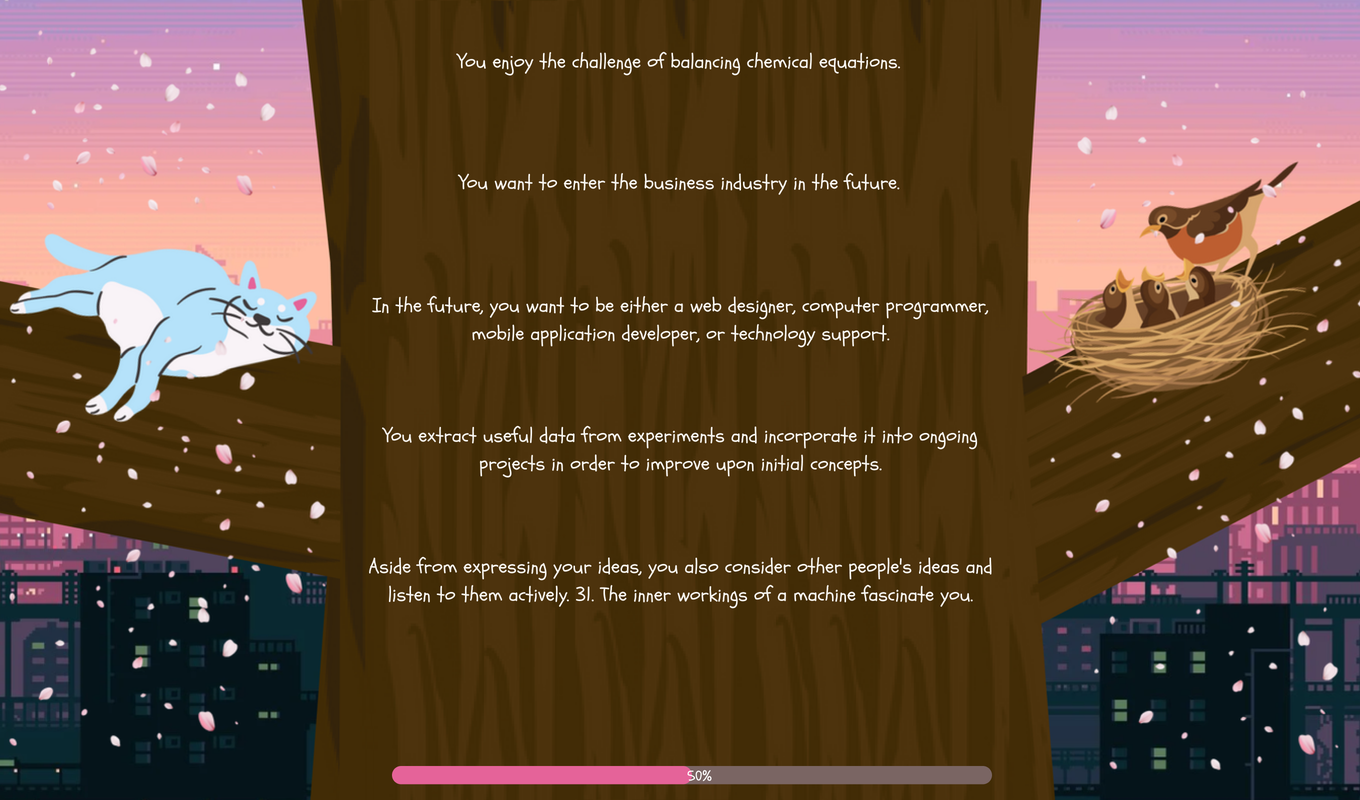 You enjoy the challenge of balancing chemical equations.
You want to enter the business industry in the future.
In the future, you want to be either a web designer, computer programmer,
mobile application developer, or technology support.
You extract useful data from experiments and incorporate it into ongoing
projects in order to improve upon initial concepts.
Aside from expressing your ideas, you also consider other people's ideas and
listen to them actively. 31. The inner workings of a machine fascinate you.
50%